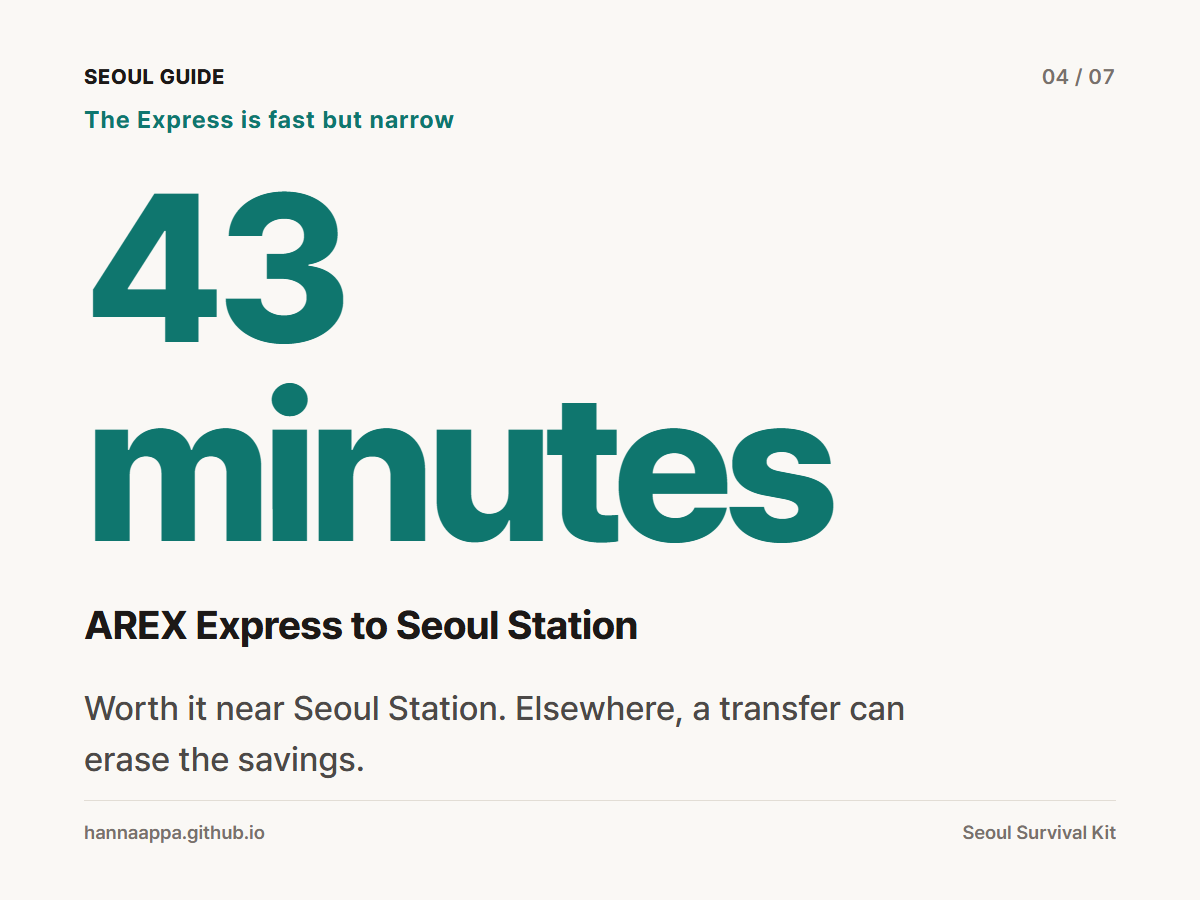 SEOUL GUIDE
04 / 07
The Express is fast but narrow
43
minutes
AREX Express to Seoul Station
Worth it near Seoul Station. Elsewhere, a transfer can
erase the savings.
hannaappa.github.io
Seoul Survival Kit